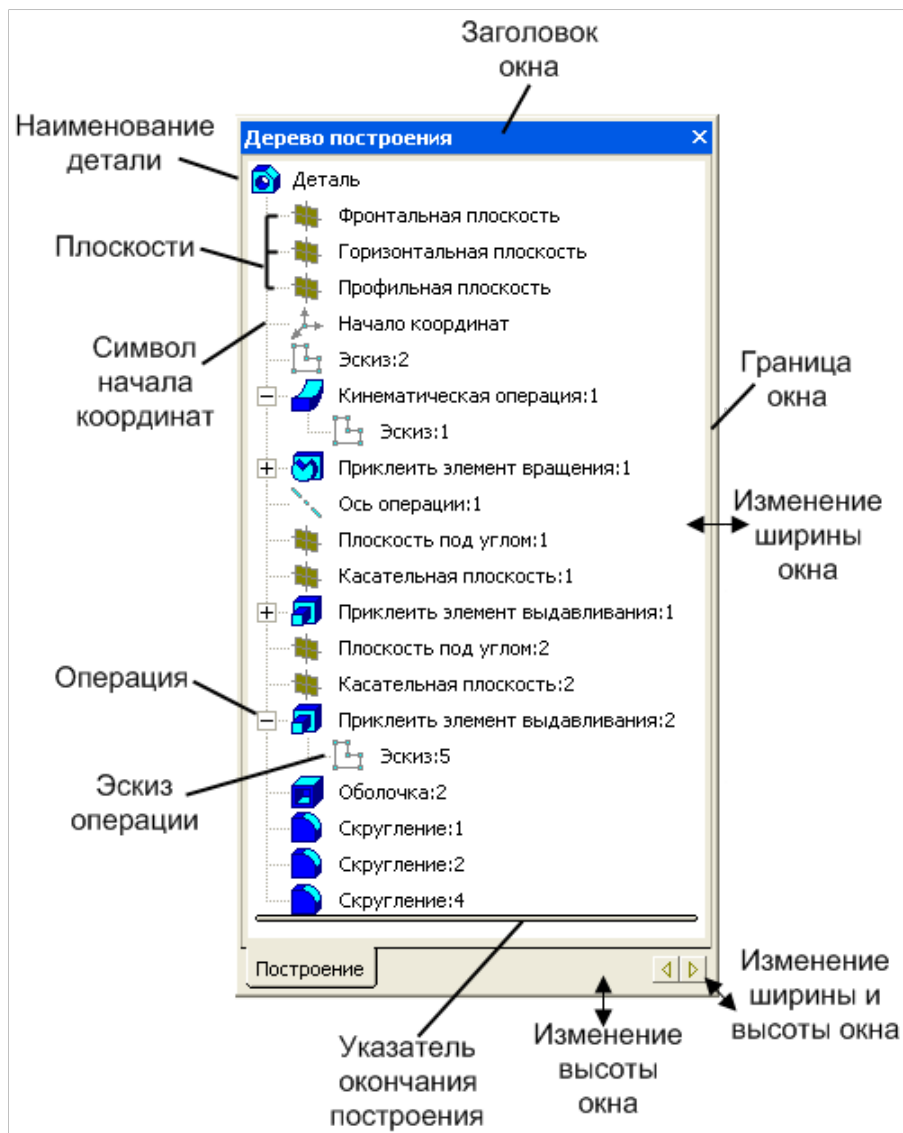 Заголовок
окна
Наименование
детали
Дерево построения
Деталь
Плоскости
Фронтальная плоскость
Горизонтальная плоскость
Профильная плоскость
Символ
начала
координат
Начало координат
Эскиз:2
Кинематическая операция:1
Эскиз:1
Приклеить элемент вращения:1
Ось операции:1
Плоскость под углом:1
Касательная плоскость:1
Приклеить элемент выдавливания:1
Плоскость под углом:2
Касательная плоскость:2
Приклеить элемент выдавливания:2
Эскиз:5
Оболочка:2
Скругление:1
Скругление:2
Скругление:4
Граница
окна
Изменение
ширины
окна
Операция
Эскиз
операции
Построение
Указатель
окончания
построения
Изменение
высоты
окна
Изменение
ширины и
высоты окна